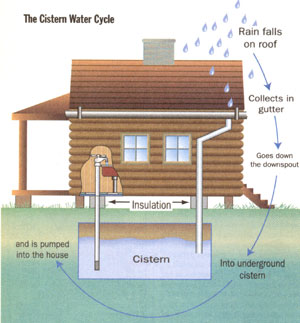 The Cistern Water Cycle
Rain falls
on roof
Collects in
gutter
Goes down
the downspout
Insulation
and is pumped
into the house
Cistern
Into underground
cistern